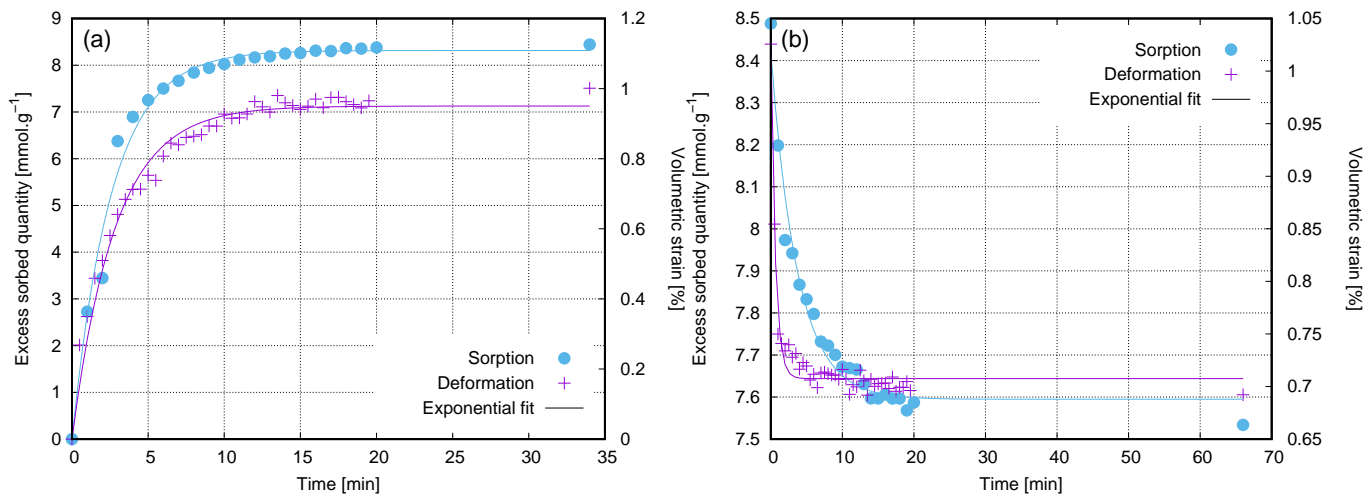 (a)
Excess sorbed quantity [mmol.g⁻¹]
9
8
7
6
5
4
3
2
1
0
0 5 10 15 20 25 30 35
Time [min]
1.2
1
0.8
0.6
0.4
0.2
0
Volumetric strain [%]
Sorption
Deformation
Exponential fit
(b)
Excess sorbed quantity [mmol.g⁻¹]
8.5
8.4
8.3
8.2
8.1
8
7.9
7.8
7.7
7.6
7.5
0 10 20 30 40 50 60 70
Time [min]
1.05
1
0.95
0.9
0.85
0.8
0.75
0.7
0.65
Volumetric strain [%]
Sorption
Deformation
Exponential fit